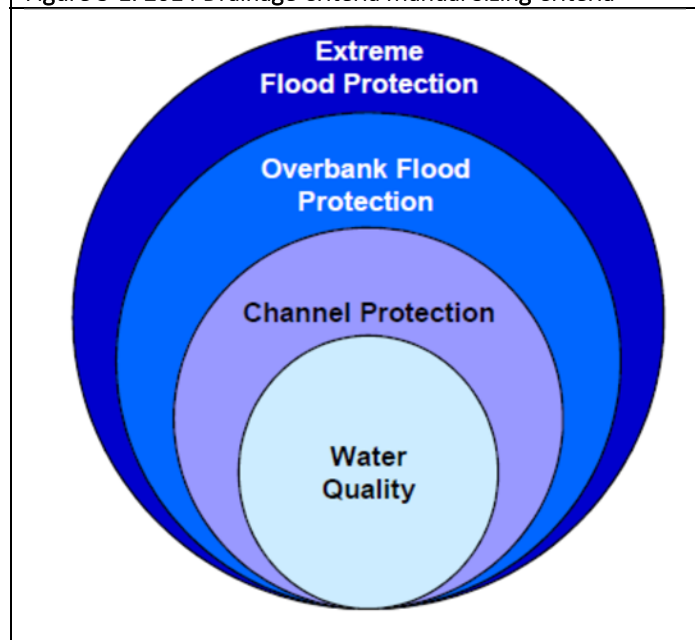 Extreme
Flood Protection
Overbank Flood
Protection
Channel Protection
Water
Quality